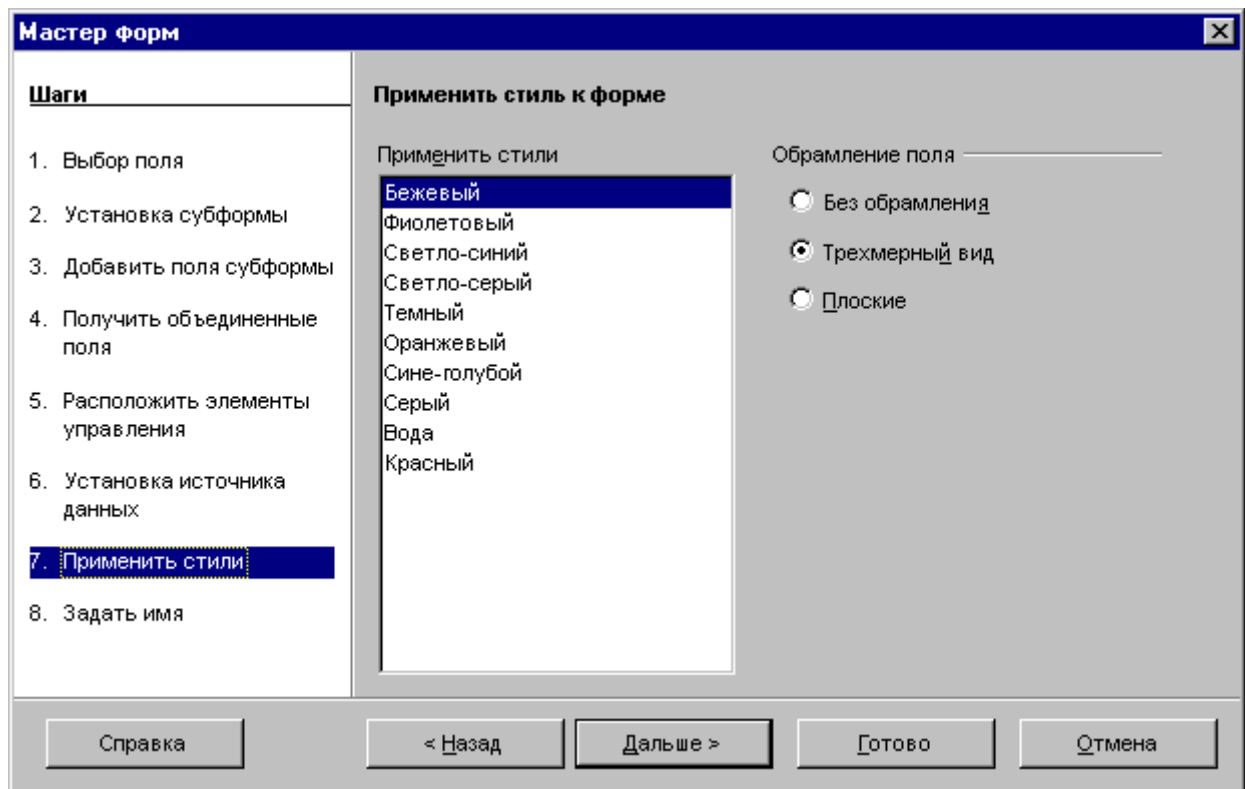 Мастер форм
Шаги
1. Выбор поля
2. Установка субформы
3. Добавить поля субформы
4. Получить объединенные
поля
5. Расположить элементы
управления
6. Установка источника
данных
7. Применить стили
8. Задать имя
Применить стиль к форме
Применить стили
Бежевый
Фиолетовый
Светло-синий
Светло-серый
Темный
Оранжевый
Сине-голубой
Серый
Вода
Красный
Обрамление поля
Без обрамления
Трехмерный вид
Плоские
Справка
< Назад
Дальше >
Готово
Отмена